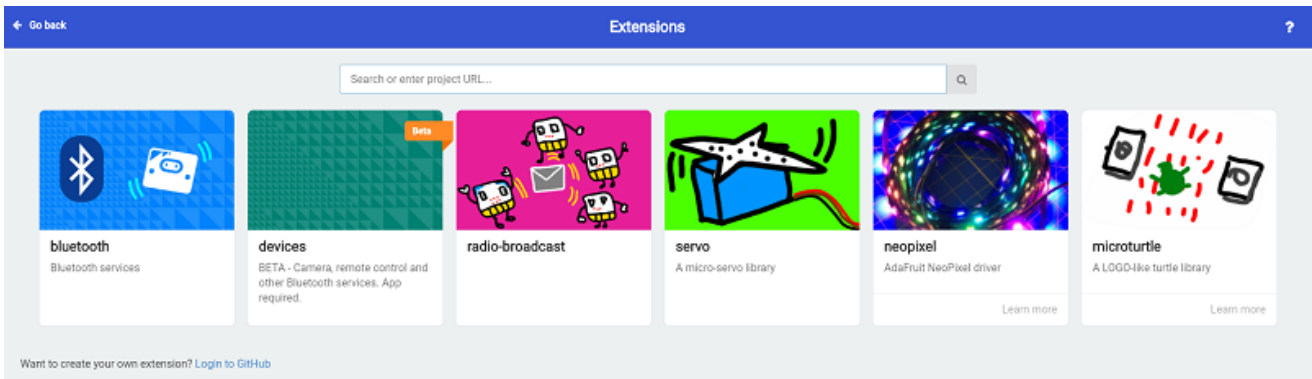 Go back
Extensions
?
Search or enter project URL...
Beta
bluetooth
Bluetooth services
devices
BETA - Camera, remote control and
other Bluetooth services. App
required.
radio-broadcast
servo
A micro-servo library
neopixel
AdaFruit NeoPixel driver
Learn more
microturtle
A LOGO-like turtle library
Learn more
Want to create your own extension? Login to GitHub